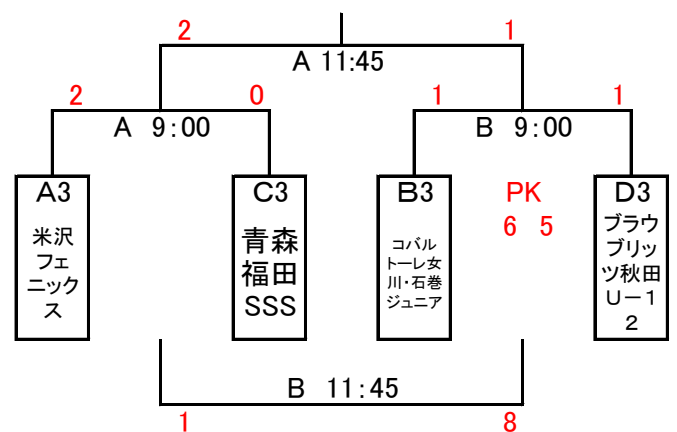 2 1
A 11:45
2 0 1 1
A 9:00 B 9:00
A3
米沢
フェ
ニック
ス
C3
青森
福田
SSS
B3
コバル
トーレ女
川・石巻
ジュニア
PK
6 5
D3
ブラウ
ブリッ
ツ秋田
U－1
2
B 11:45
1 8